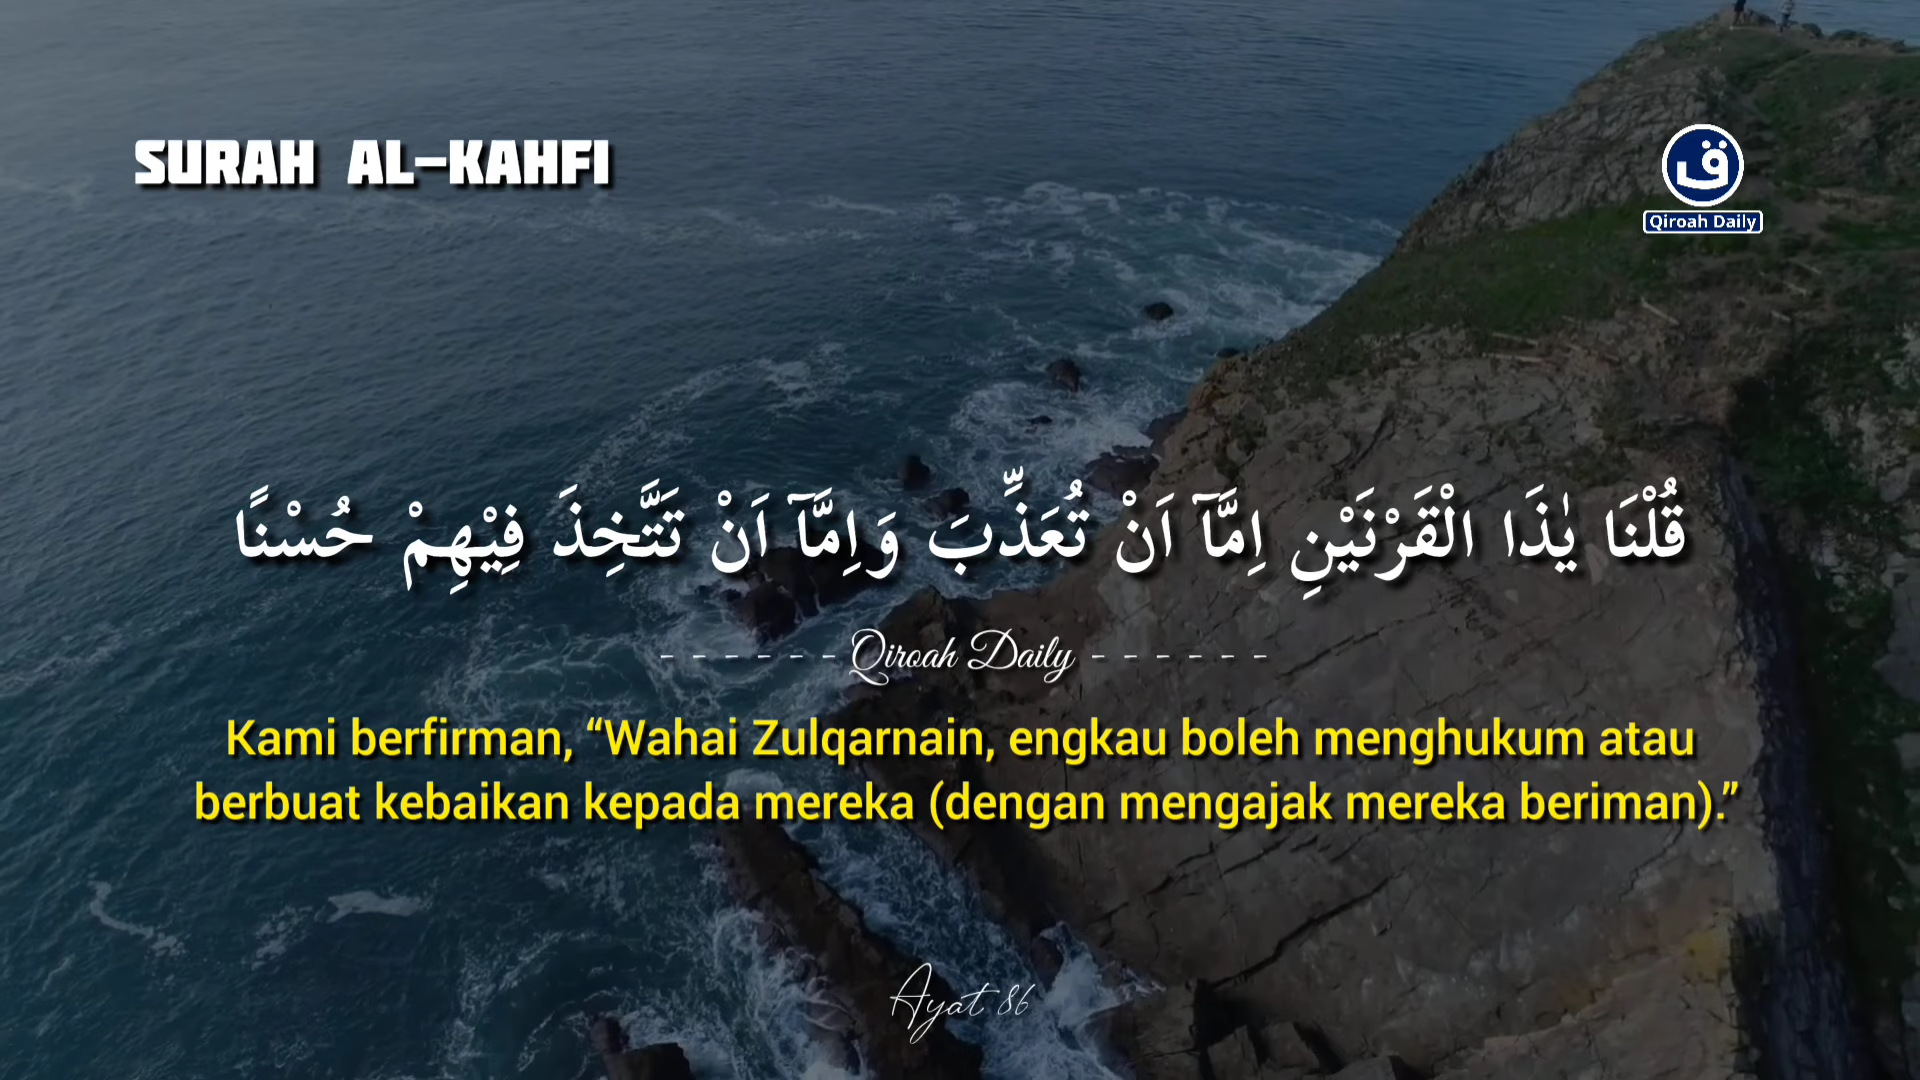 SURAH AL-KAHFI
ق
Qiroah Daily
قُلْنَا يٰذَا الْقَرْنَيْنِ اِمَّآ اَنْ تُعَذِّبَ وَاِمَّآ اَنْ تَتَّخِذَ فِيْهِمْ حُسْنًا
- - - - - - Qiroah Daily - - - - - -
Kami berfirman, “Wahai Zulqarnain, engkau boleh menghukum atau
berbuat kebaikan kepada mereka (dengan mengajak mereka beriman).”
Ayat 86